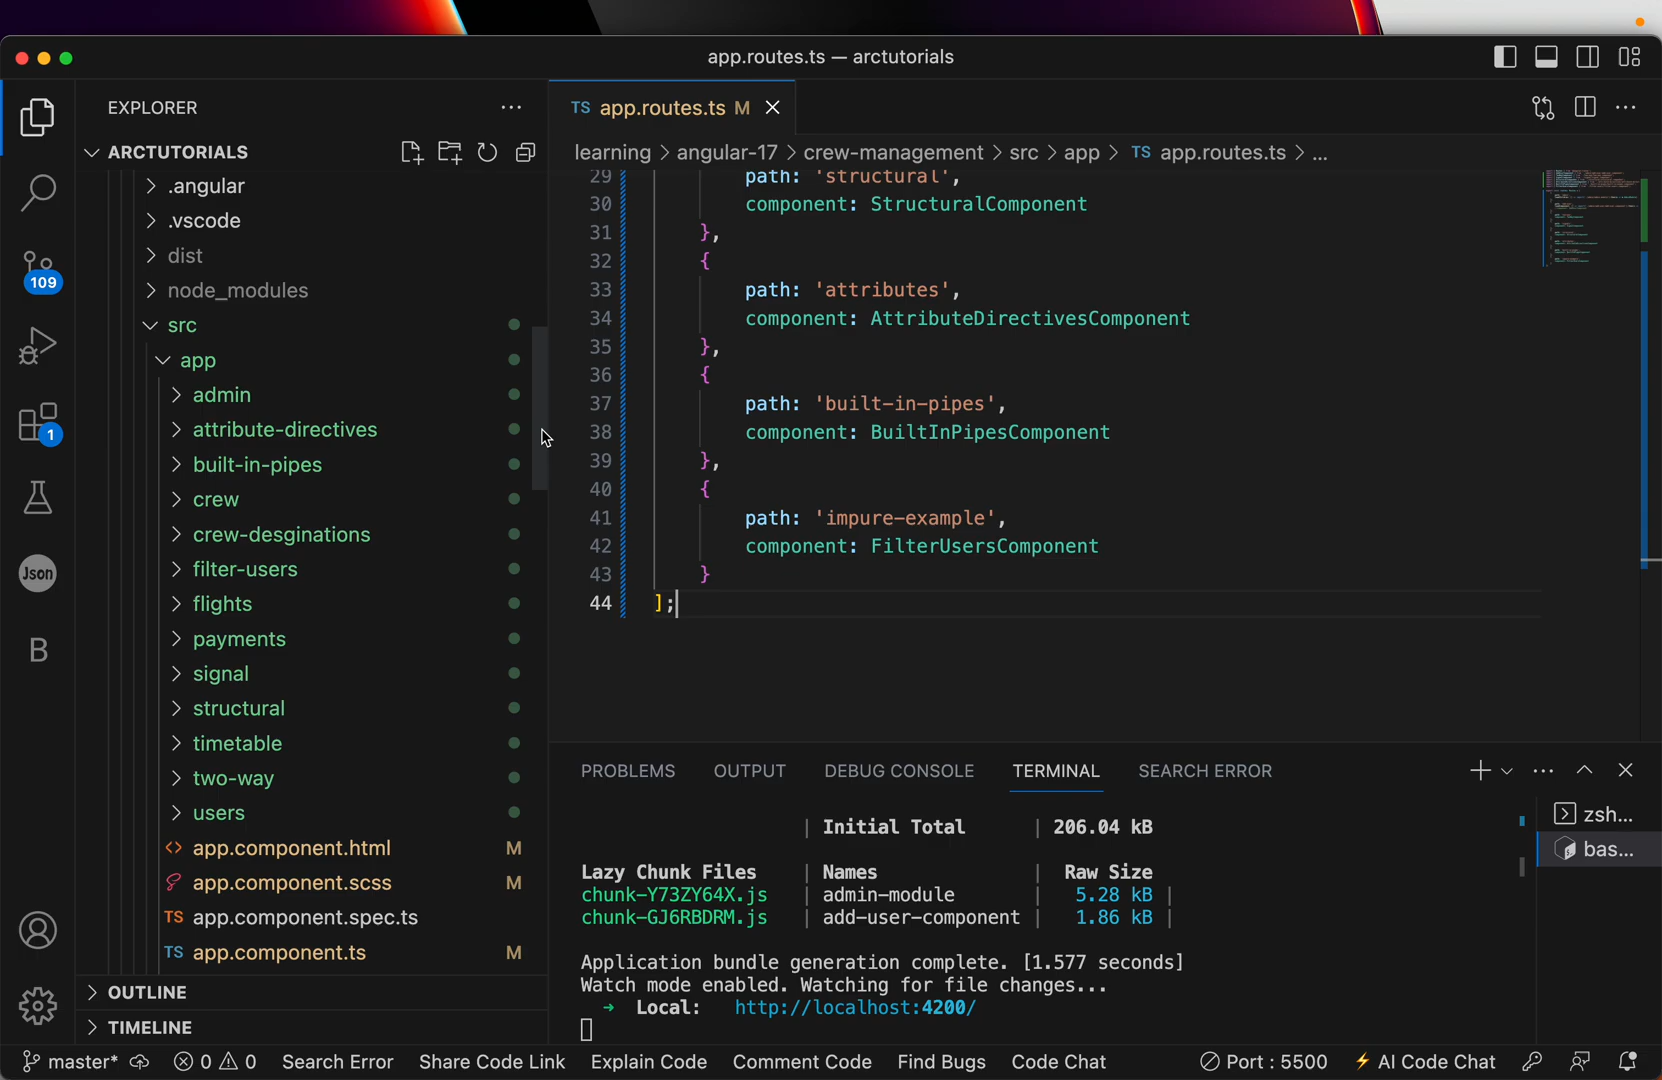 app.routes.ts — arctutorials
EXPLORER
ARCTUTORIALS
.angular
.vscode
dist
node_modules
src
app
admin
attribute-directives
built-in-pipes
crew
crew-desginations
filter-users
flights
payments
signal
structural
timetable
two-way
users
app.component.html M
app.component.scss M
TS app.component.spec.ts
TS app.component.ts M
OUTLINE
TIMELINE
109
1
Json
B
TS app.routes.ts M
learning > angular-17 > crew-management > src > app > TS app.routes.ts > ...
29 path: 'structural',
30 component: StructuralComponent
31 },
32 {
33 path: 'attributes',
34 component: AttributeDirectivesComponent
35 },
36 {
37 path: 'built-in-pipes',
38 component: BuiltInPipesComponent
39 },
40 {
41 path: 'impure-example',
42 component: FilterUsersComponent
43 }
44 ];
PROBLEMS OUTPUT DEBUG CONSOLE TERMINAL SEARCH ERROR
| Initial Total | 206.04 kB
Lazy Chunk Files | Names | Raw Size
chunk-Y73ZY64X.js | admin-module | 5.28 kB |
chunk-GJ6RBDRM.js | add-user-component | 1.86 kB |
Application bundle generation complete. [1.577 seconds]
Watch mode enabled. Watching for file changes...
➜ Local: http://localhost:4200/
zsh...
bas...
master* 0 0 Search Error Share Code Link Explain Code Comment Code Find Bugs Code Chat Port : 5500 AI Code Chat